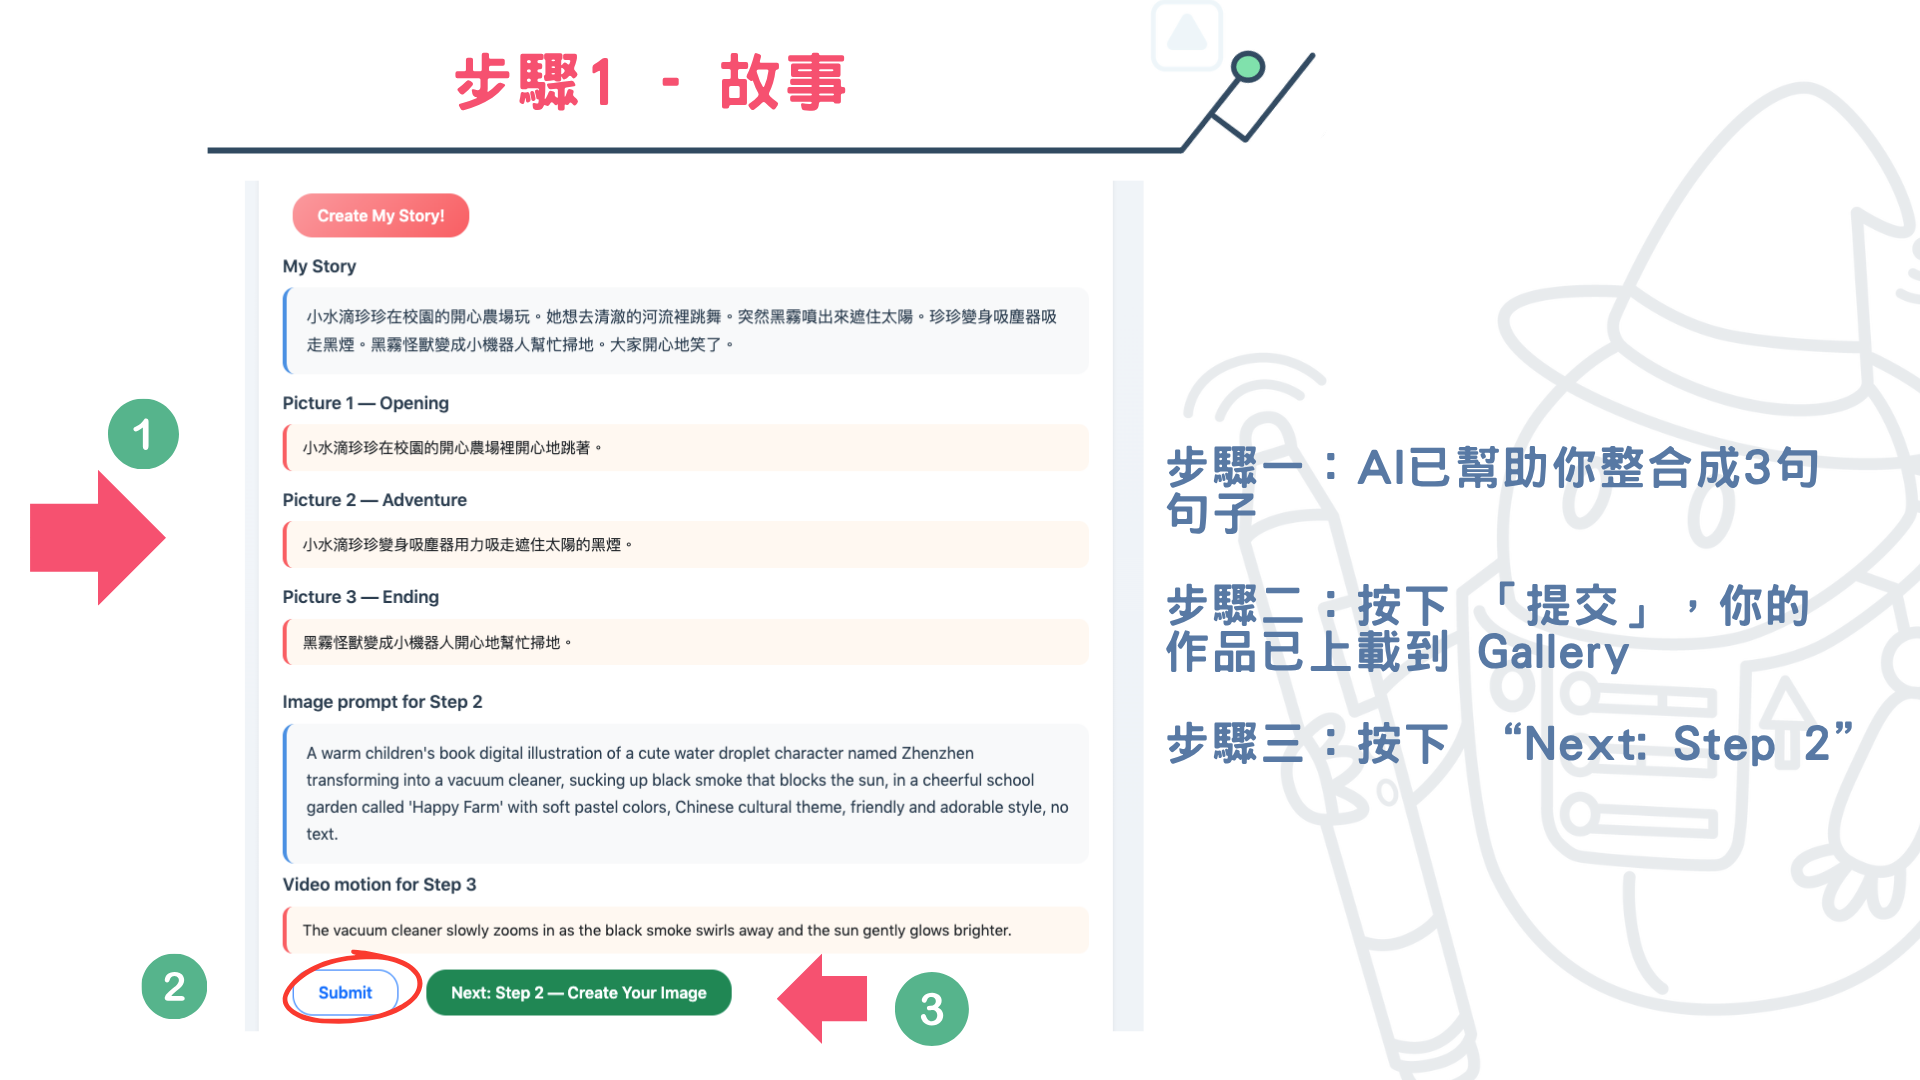 步驟1 - 故事
Create My Story!
My Story
小水滴珍珍在校園的開心農場玩。她想去清澈的河流裡跳舞。突然黑霧噴出來遮住太陽。珍珍變身吸塵器吸
走黑煙。黑霧怪獸變成小機器人幫忙掃地。大家開心地笑了。
Picture 1 — Opening
小水滴珍珍在校園的開心農場裡開心地跳著。
Picture 2 — Adventure
小水滴珍珍變身吸塵器用力吸走遮住太陽的黑煙。
Picture 3 — Ending
黑霧怪獸變成小機器人開心地幫忙掃地。
Image prompt for Step 2
A warm children's book digital illustration of a cute water droplet character named Zhenzhen
transforming into a vacuum cleaner, sucking up black smoke that blocks the sun, in a cheerful school
garden called 'Happy Farm' with soft pastel colors, Chinese cultural theme, friendly and adorable style, no
text.
Video motion for Step 3
The vacuum cleaner slowly zooms in as the black smoke swirls away and the sun gently glows brighter.
Submit
Next: Step 2 — Create Your Image
1
2
3
步驟一：AI已幫助你整合成3句
句子
步驟二：按下 「提交」，你的
作品已上載到 Gallery
步驟三：按下 “Next: Step 2”